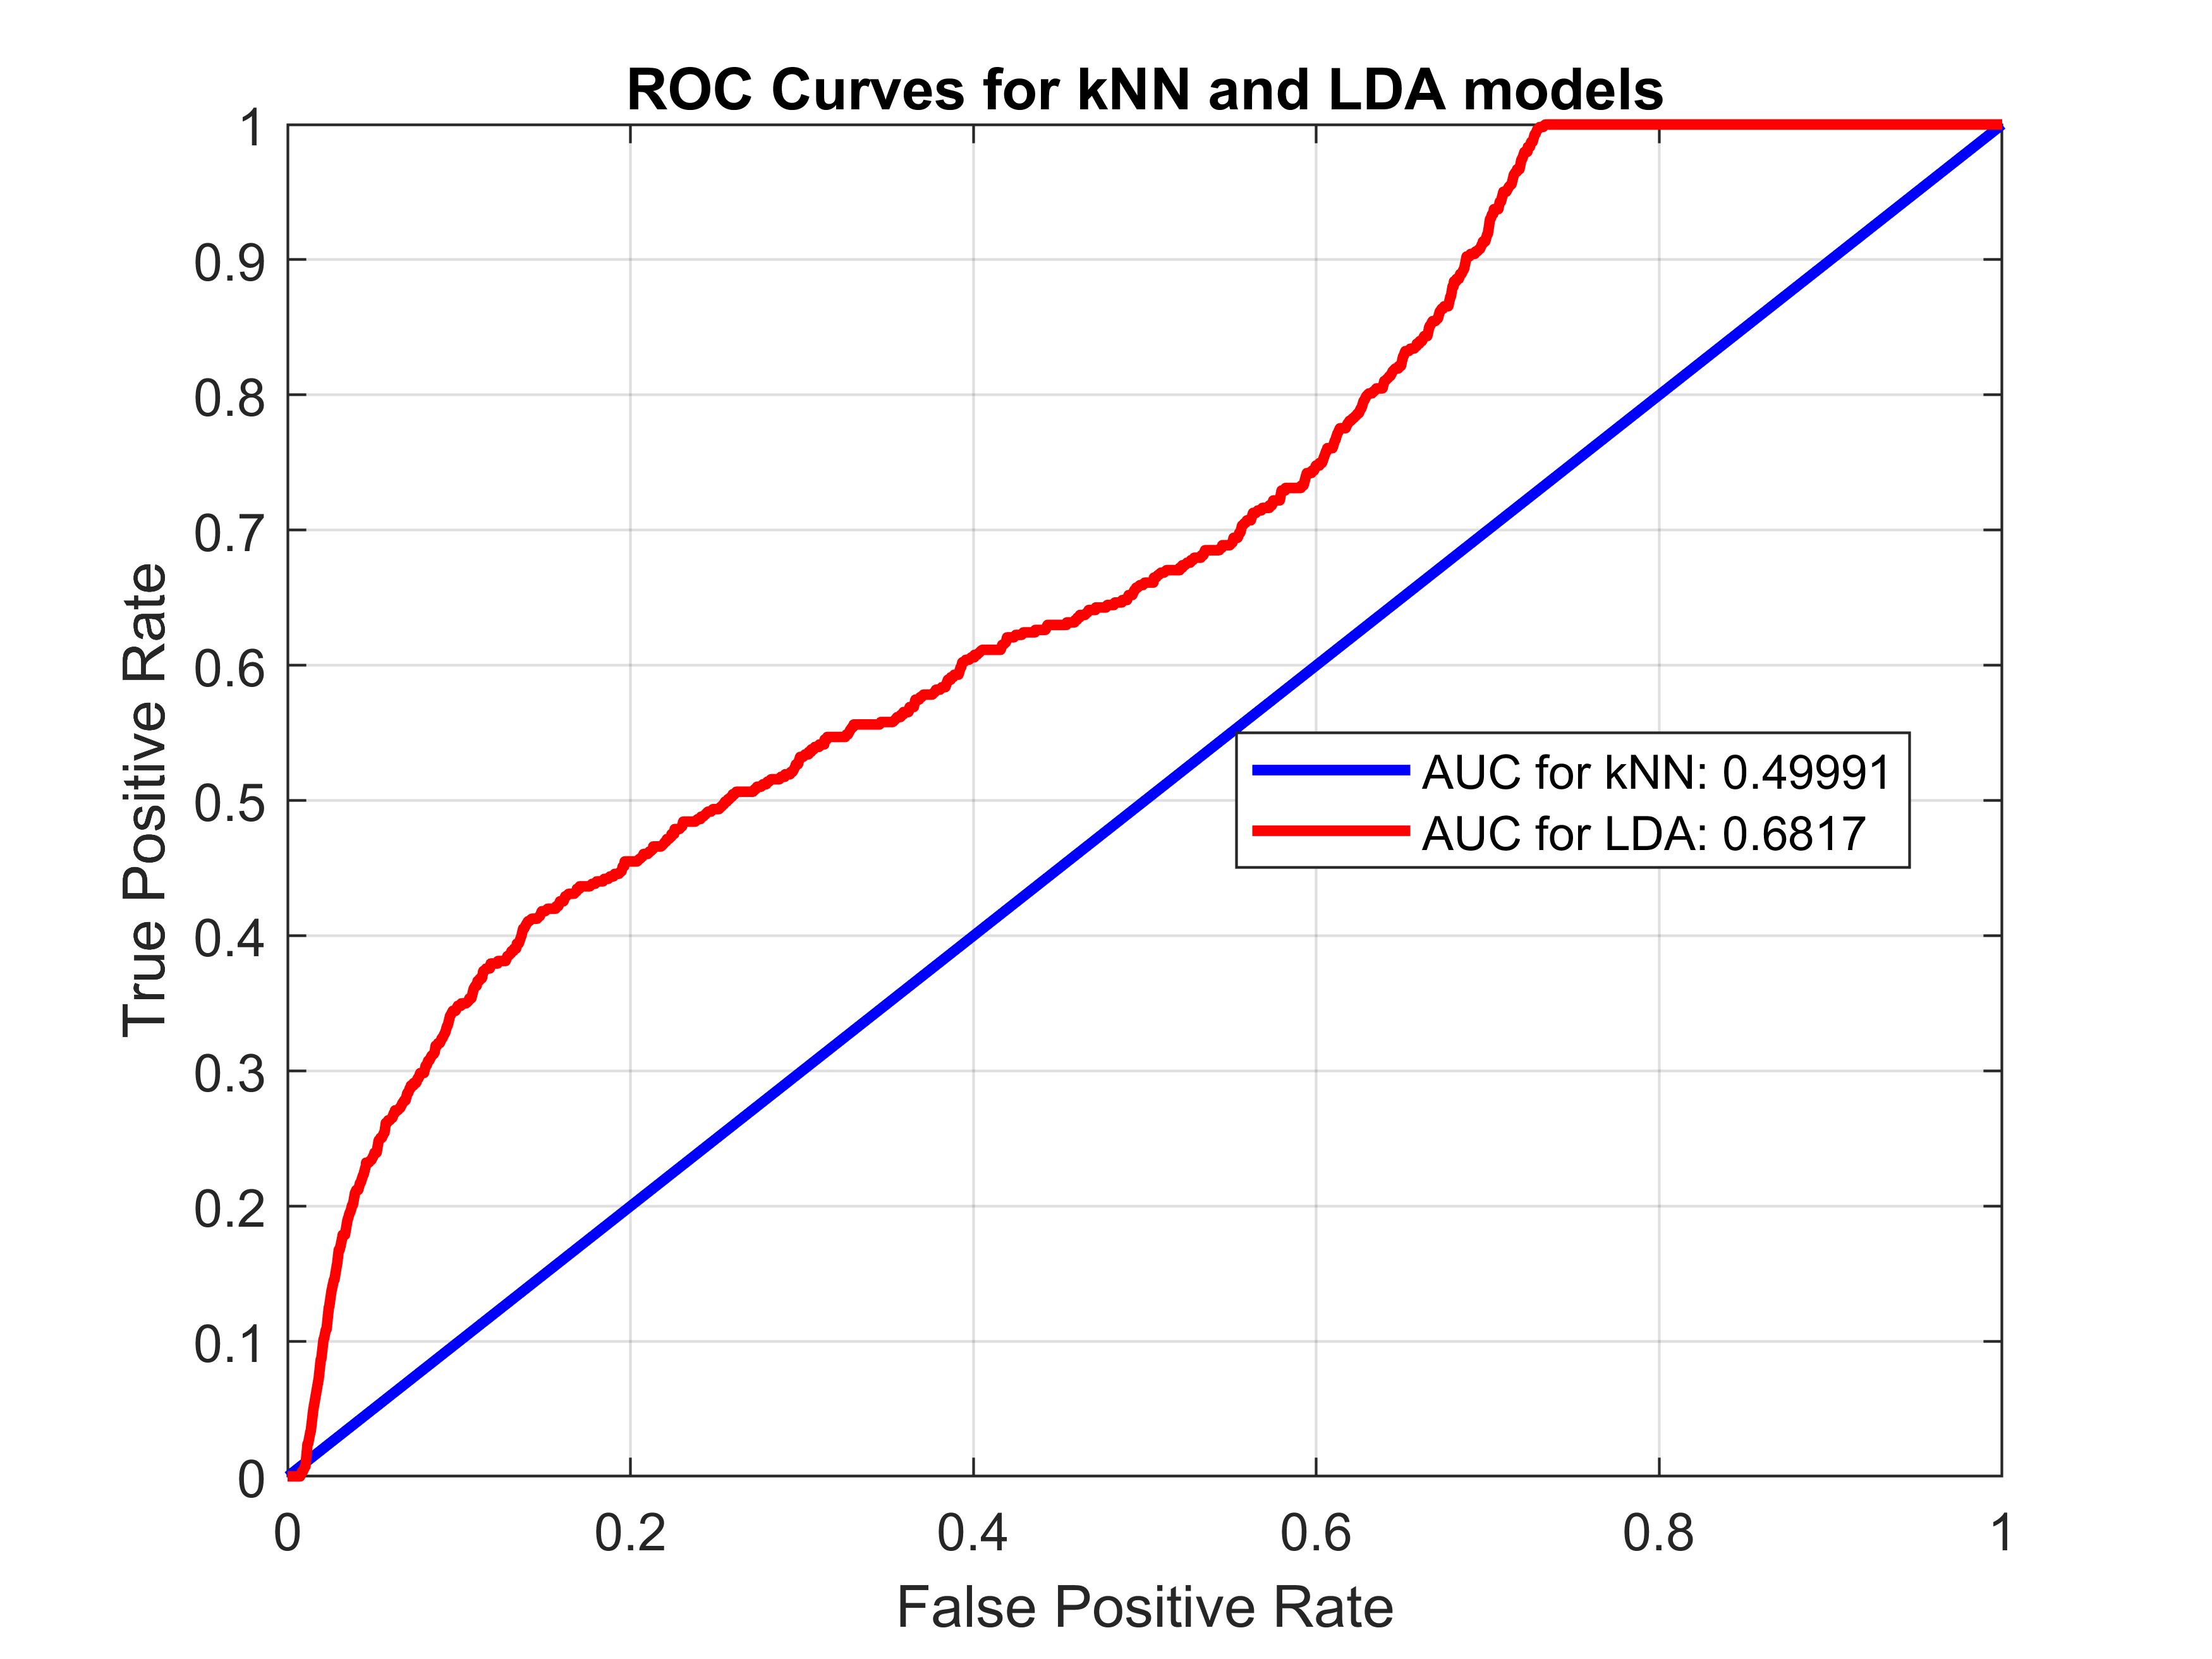 ROC Curves for kNN and LDA models
1
0.9
0.8
0.7
0.6
0.5
0.4
0.3
0.2
0.1
0
True Positive Rate
AUC for kNN: 0.49991
AUC for LDA: 0.6817
0 0.2 0.4 0.6 0.8 1
False Positive Rate